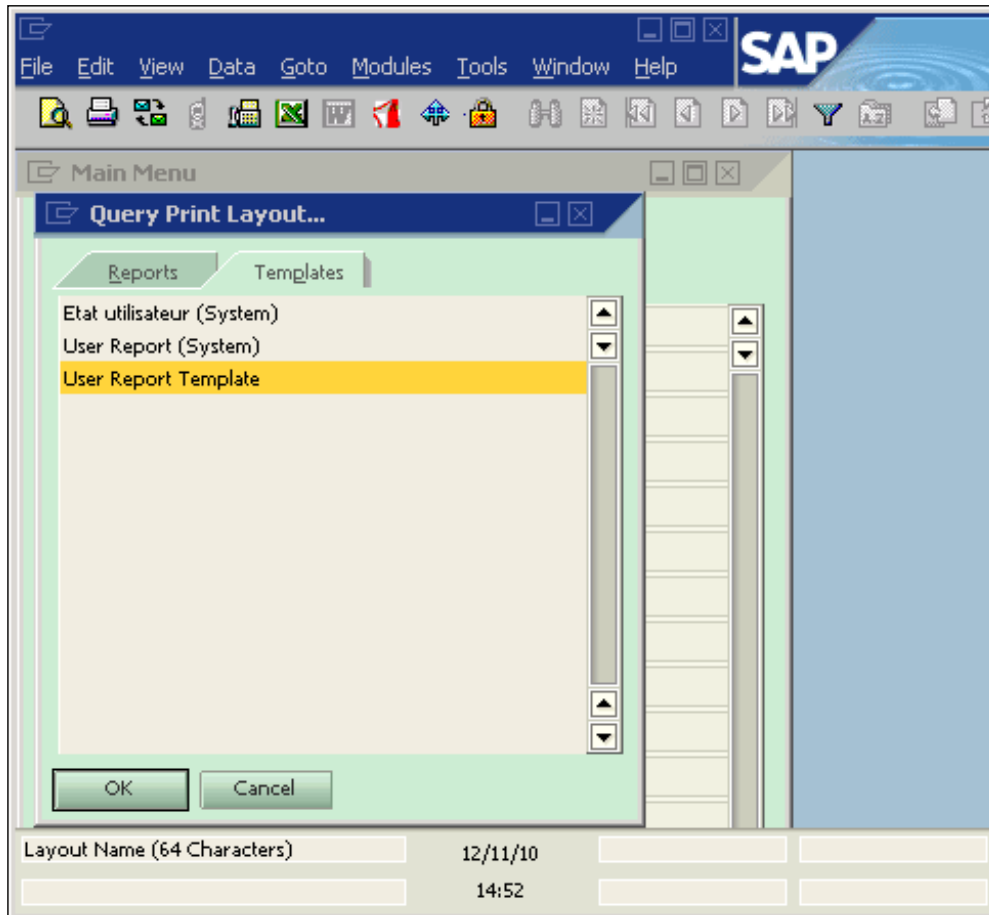 File Edit View Data Goto Modules Tools Window Help
SAP
Main Menu
Query Print Layout...
Reports Templates
Etat utilisateur (System)
User Report (System)
User Report Template
OK Cancel
Layout Name (64 Characters) 12/11/10
14:52